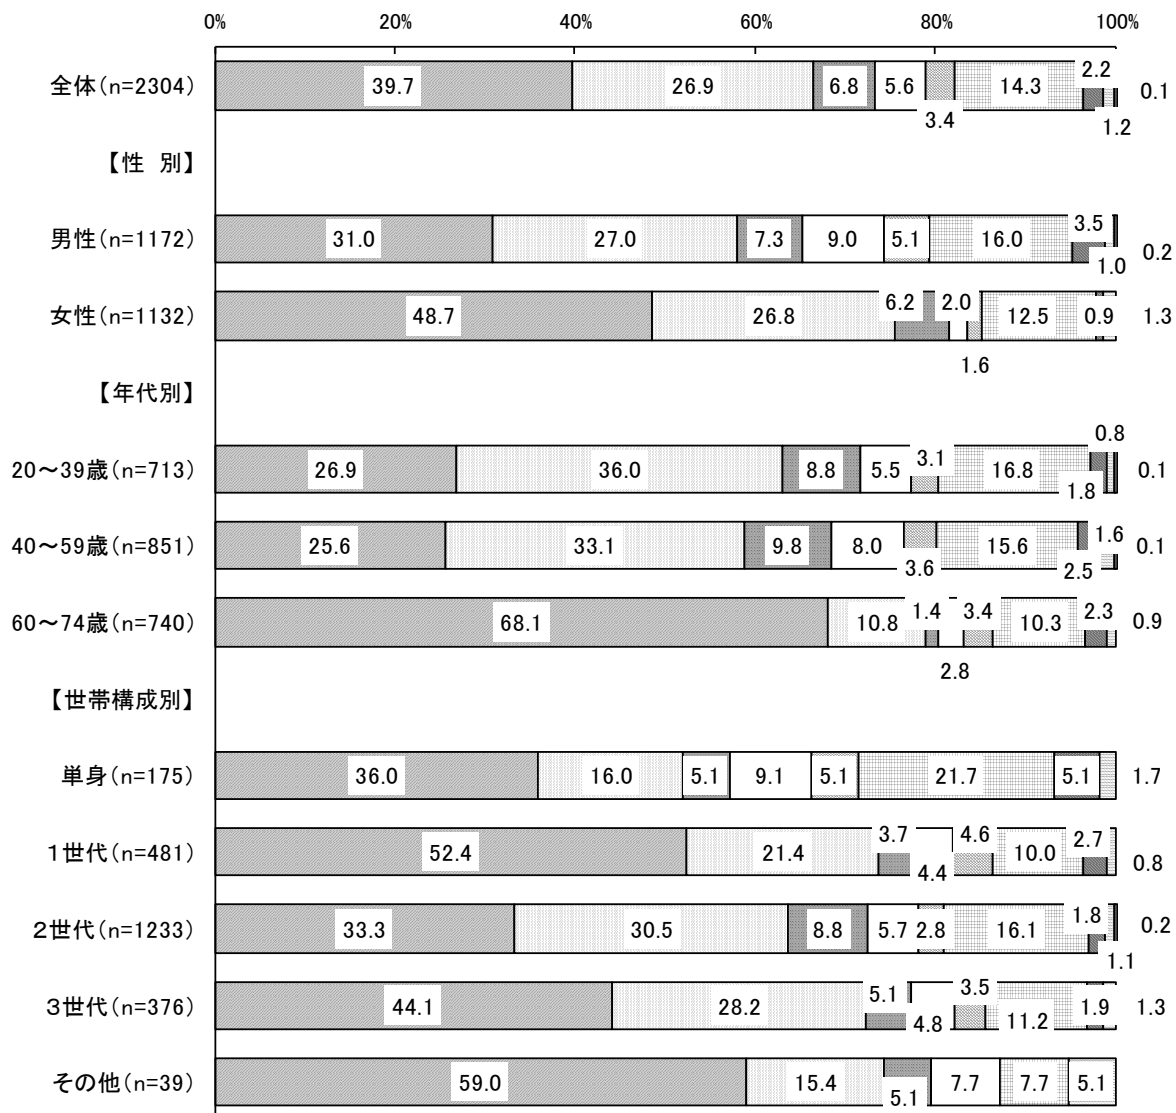 0% 20% 40% 60% 80% 100%
全体(n=2304) 39.7 26.9 6.8 5.6 3.4 14.3 2.2 1.2 0.1
【性 別】
男性(n=1172) 31.0 27.0 7.3 9.0 5.1 16.0 3.5 1.0 0.2
女性(n=1132) 48.7 26.8 6.2 2.0 1.6 12.5 0.9 1.3
【年代別】
20～39歳(n=713) 26.9 36.0 8.8 5.5 3.1 16.8 1.8 0.8 0.1
40～59歳(n=851) 25.6 33.1 9.8 8.0 3.6 15.6 2.5 1.6 0.1
60～74歳(n=740) 68.1 10.8 1.4 2.8 3.4 10.3 2.3 0.9
【世帯構成別】
単身(n=175) 36.0 16.0 5.1 9.1 5.1 21.7 5.1 1.7
１世代(n=481) 52.4 21.4 3.7 4.4 4.6 10.0 2.7 0.8
２世代(n=1233) 33.3 30.5 8.8 5.7 2.8 16.1 1.8 1.1 0.2
３世代(n=376) 44.1 28.2 5.1 4.8 3.5 11.2 1.9 1.3
その他(n=39) 59.0 15.4 5.1 7.7 7.7 5.1